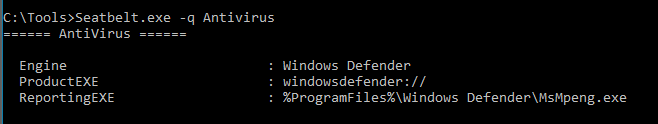 C:\Tools>Seatbelt.exe -q Antivirus
====== AntiVirus ======
Engine : Windows Defender
ProductEXE : windowsdefender://
ReportingEXE : %ProgramFiles%\Windows Defender\MsMpeng.exe